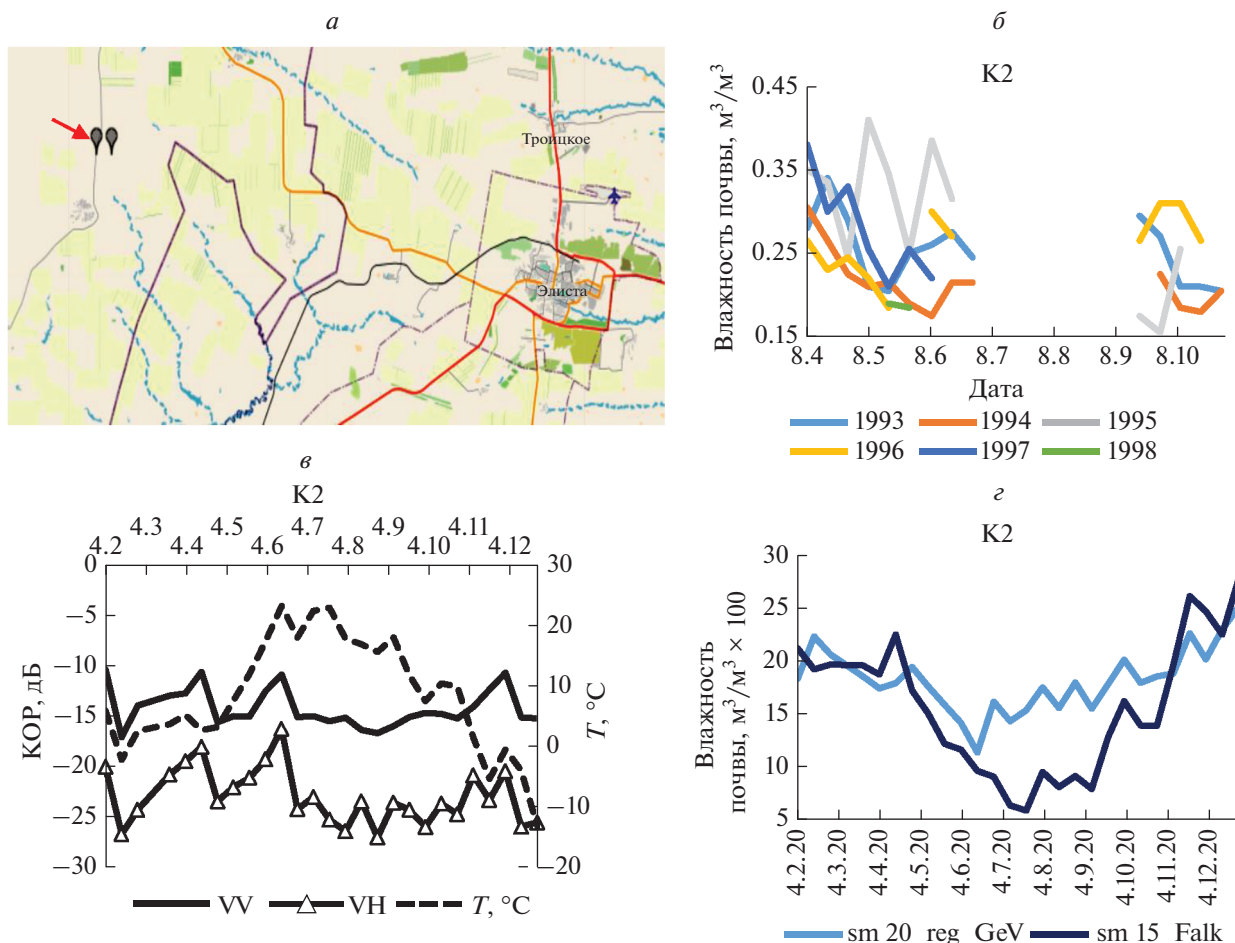 а
Троицкое
Элиста
б
K2
Влажность почвы, м³/м³
0.45
0.35
0.25
0.15
8.4 8.5 8.6 8.7 8.8 8.9 8.10
Дата
1993 1994 1995
1996 1997 1998
в
K2
4.3 4.5 4.7 4.9 4.11
4.2 4.4 4.6 4.8 4.10 4.12
КОР, дБ
0
−5
−10
−15
−20
−25
−30
30
20
10
0
−10
−20
T, °C
VV VH T, °C
г
K2
Влажность
почвы, м³/м³ × 100
30
25
20
15
10
5
4.2.20 4.3.20 4.4.20 4.5.20 4.6.20 4.7.20 4.8.20 4.9.20 4.10.20 4.11.20 4.12.20
sm 20_reg_GeV sm 15_Falk